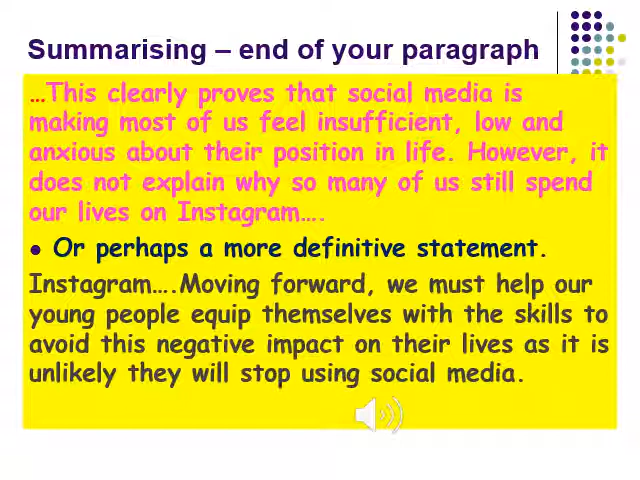 Summarising – end of your paragraph
…This clearly proves that social media is
making most of us feel insufficient, low and
anxious about their position in life. However, it
does not explain why so many of us still spend
our lives on Instagram….
● Or perhaps a more definitive statement.
Instagram….Moving forward, we must help our
young people equip themselves with the skills to
avoid this negative impact on their lives as it is
unlikely they will stop using social media.